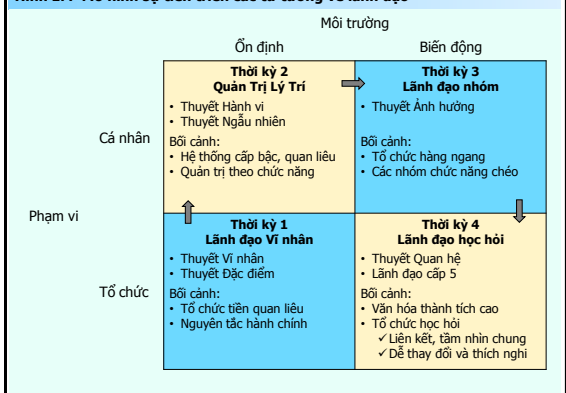 Môi trường
Ổn định
Biến động
Thời kỳ 2
Quản Trị Lý Trí
• Thuyết Hành vi
• Thuyết Ngẫu nhiên
Bối cảnh:
• Hệ thống cấp bậc, quan liêu
• Quản trị theo chức năng
Thời kỳ 3
Lãnh đạo nhóm
• Thuyết Ảnh hưởng
Bối cảnh:
• Tổ chức hàng ngang
• Các nhóm chức năng chéo
Cá nhân
Phạm vi
Tổ chức
Thời kỳ 1
Lãnh đạo Vĩ nhân
• Thuyết Vĩ nhân
• Thuyết Đặc điểm
Bối cảnh:
• Tổ chức tiền quan liêu
• Nguyên tắc hành chính
Thời kỳ 4
Lãnh đạo học hỏi
• Thuyết Quan hệ
• Lãnh đạo cấp 5
Bối cảnh:
• Văn hóa thành tích cao
• Tổ chức học hỏi
✓Liên kết, tầm nhìn chung
✓Dễ thay đổi và thích nghi